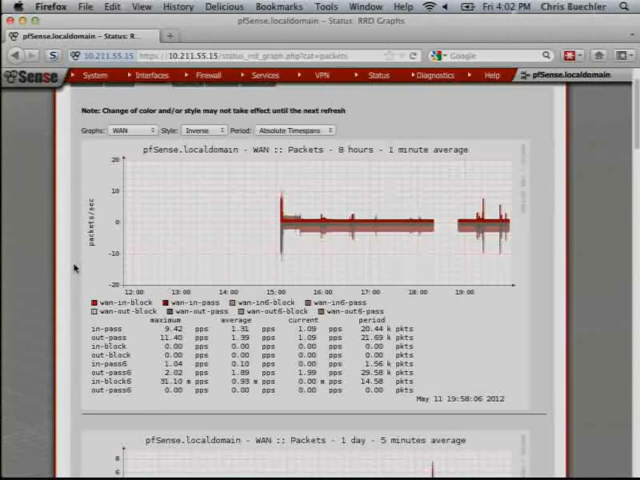 Firefox File Edit View History Delicious Bookmarks Tools Window Help Fri 4:02 PM Chris Buechler
pfSense.localdomain - Status: RRD Graphs
pfSense.localdomain - Status: R...
10.211.55.15 https://10.211.55.15/status_rrd_graph.php?cat=packets Google
Sense System Interfaces Firewall Services VPN Status Diagnostics Help pfSense.localdomain
Note: Change of color and/or style may not take effect until the next refresh
Graphs: WAN Style: Inverse Period: Absolute Timespans
pfSense.localdomain - WAN :: Packets - 8 hours - 1 minute average
packets/sec
20
10
0
-10
-20
12:00 13:00 14:00 15:00 16:00 17:00 18:00 19:00
wan-in-block wan-in-pass wan-in6-block wan-in6-pass
wan-out-block wan-out-pass wan-out6-block wan-out6-pass
maximum average current period
in-pass 9.42 pps 1.31 pps 1.09 pps 20.44 k pkts
out-pass 11.40 pps 1.39 pps 1.09 pps 21.69 k pkts
in-block 0.00 pps 0.00 pps 0.00 pps 0.00 pkts
out-block 0.00 pps 0.00 pps 0.00 pps 0.00 pkts
in-pass6 1.04 pps 0.10 pps 0.00 pps 1.56 k pkts
out-pass6 2.02 pps 1.89 pps 1.99 pps 29.58 k pkts
in-block6 31.10 m pps 0.93 m pps 0.00 m pps 14.58 pkts
out-block6 0.00 pps 0.00 pps 0.00 pps 0.00 pkts
May 11 19:58:06 2012
pfSense.localdomain - WAN :: Packets - 1 day - 5 minutes average
8
6